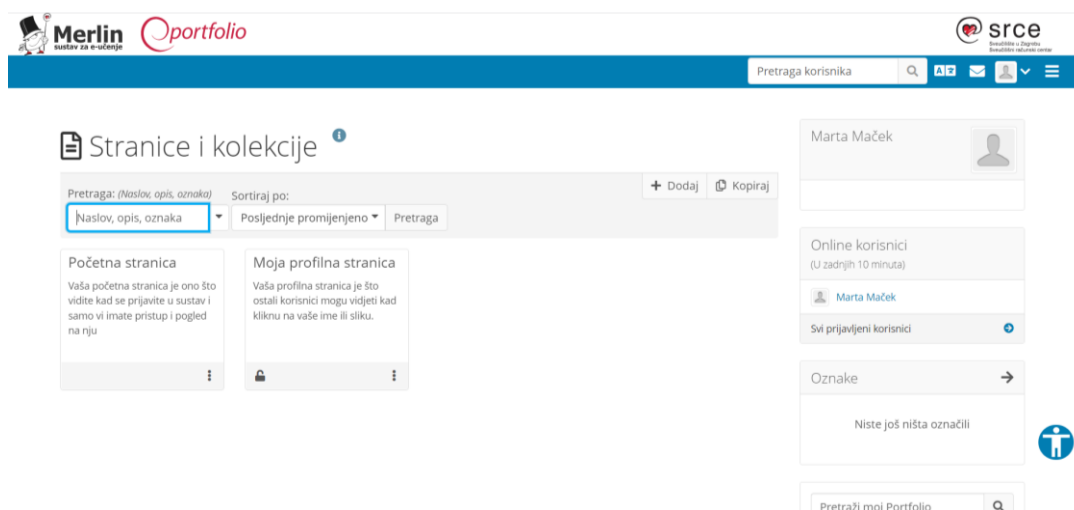 Merlin
sustav za e-učenje
portfolio
srce
Sveučilište u Zagrebu
Sveučilišni računski centar
Pretraga korisnika
Stranice i kolekcije
Pretraga: (Naslov, opis, oznaka)
Sortiraj po:
Dodaj
Kopiraj
Naslov, opis, oznaka
Posljednje promijenjeno
Pretraga
Početna stranica
Vaša početna stranica je ono što
vidite kad se prijavite u sustav i
samo vi imate pristup i pogled
na nju
Moja profilna stranica
Vaša profilna stranica je što
ostali korisnici mogu vidjeti kad
kliknu na vaše ime ili sliku.
Marta Maček
Online korisnici
(U zadnjih 10 minuta)
Marta Maček
Svi prijavljeni korisnici
Oznake
Niste još ništa označili
Pretraži moj Portfolio